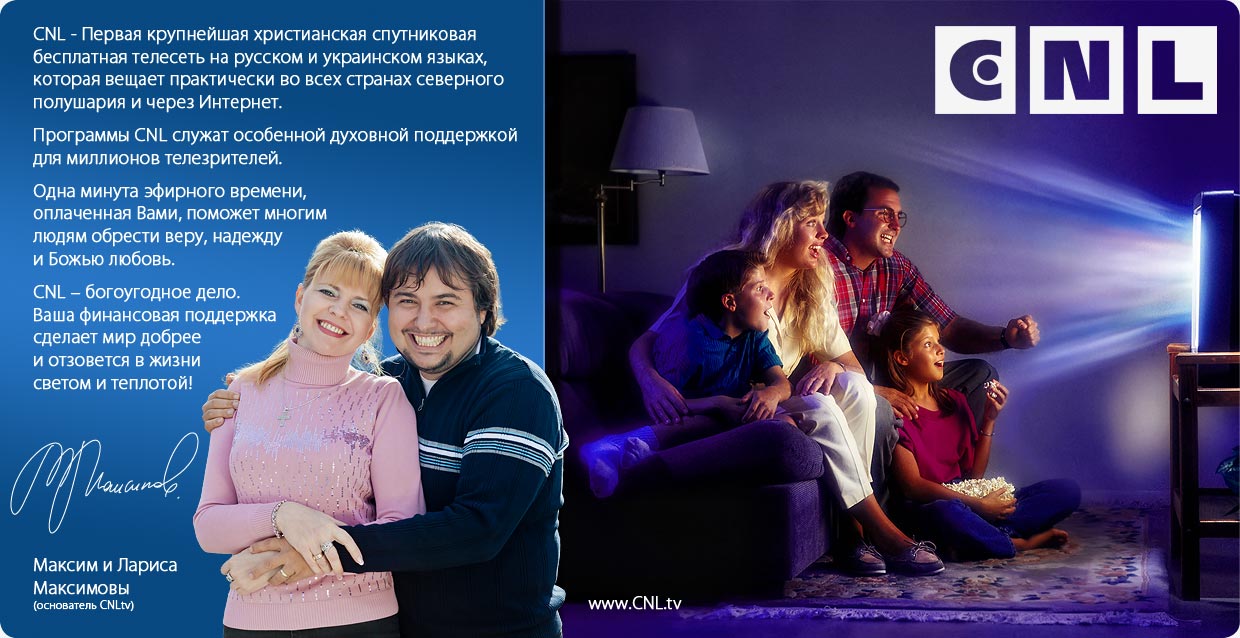 CNL - Первая крупнейшая христианская спутниковая
бесплатная телесеть на русском и украинском языках,
которая вещает практически во всех странах северного
полушария и через Интернет.
Программы CNL служат особенной духовной поддержкой
для миллионов телезрителей.
Одна минута эфирного времени,
оплаченная Вами, поможет многим
людям обрести веру, надежду
и Божью любовь.
CNL – богоугодное дело.
Ваша финансовая поддержка
сделает мир добрее
и отзовется в жизни
светом и теплотой!
Максим и Лариса
Максимовы
(основатель CNLtv)
CNL
www.CNL.tv